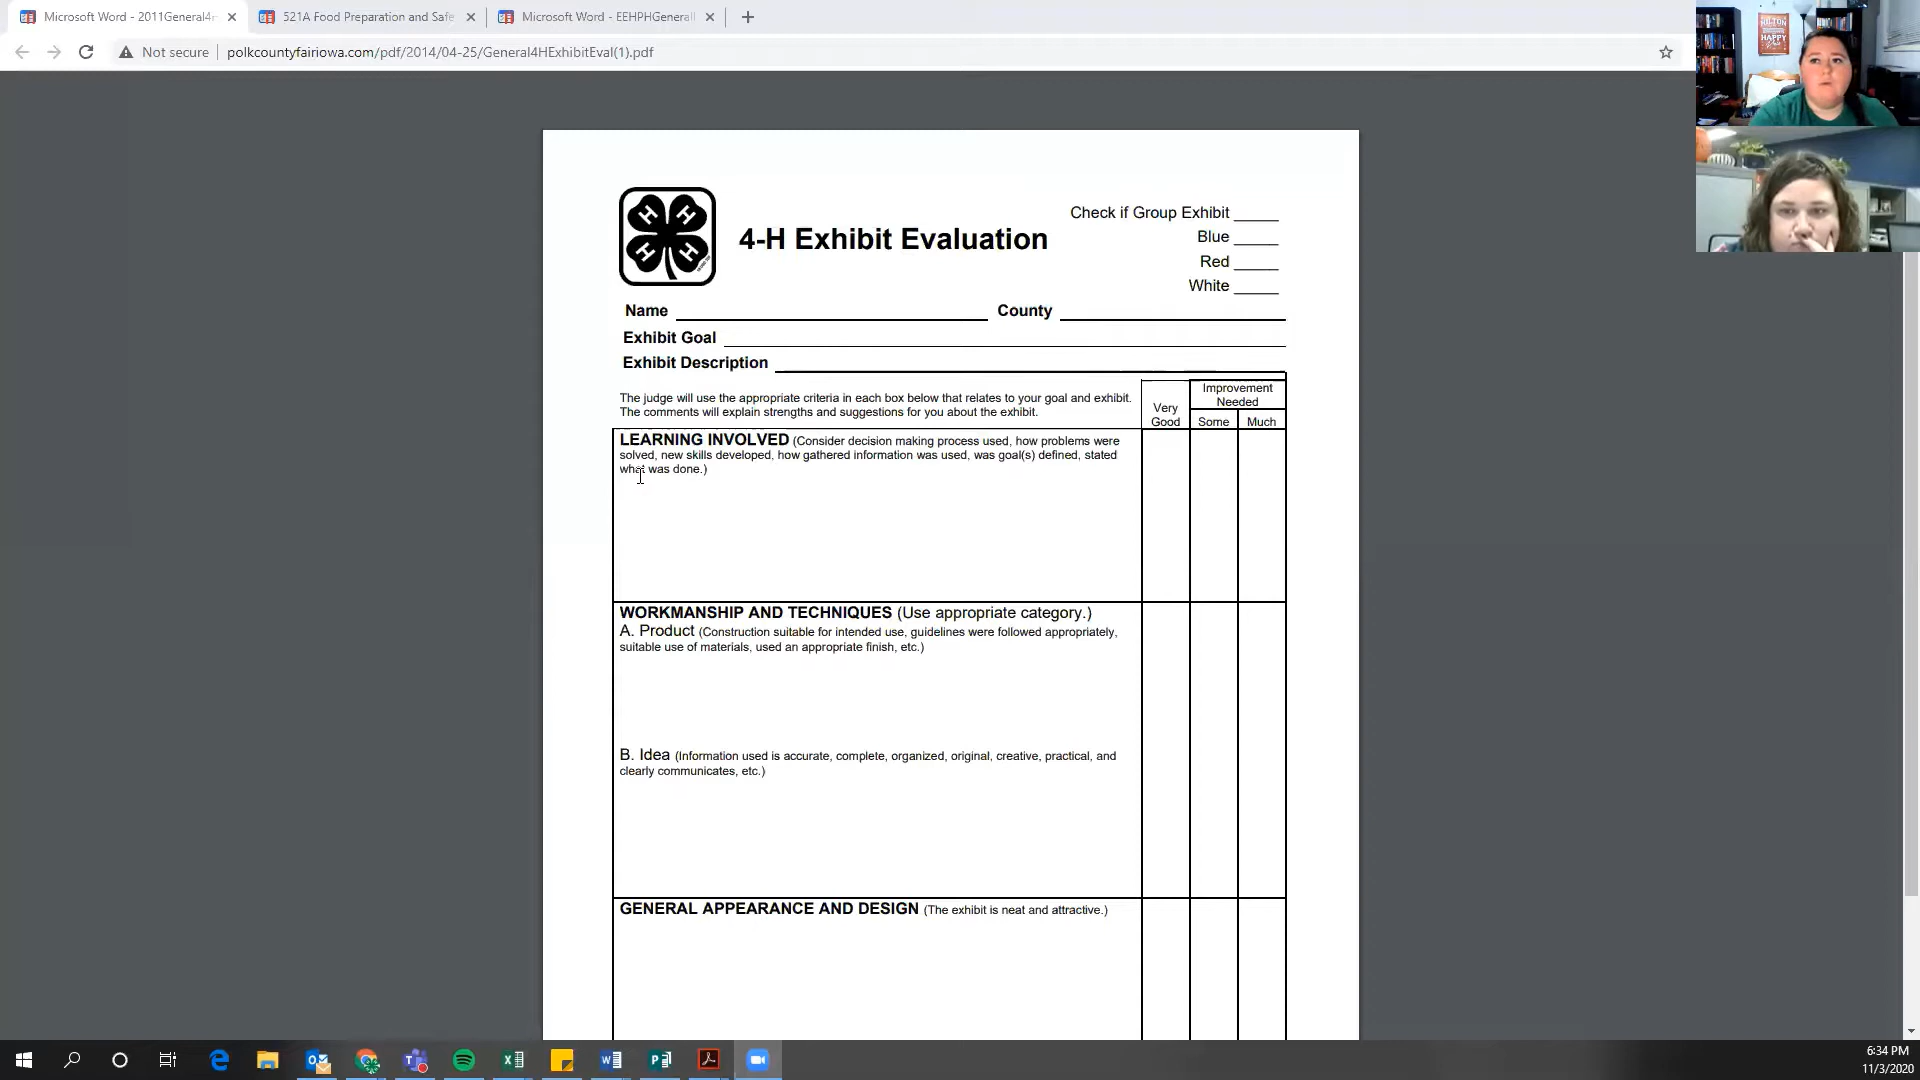 Microsoft Word - 2011General4
521A Food Preparation and Safe
Microsoft Word - EEHPHGeneral
Not secure
polkcountyfairiowa.com/pdf/2014/04-25/General4HExhibitEval(1).pdf
HAPPY
H H
H H
4-H Exhibit Evaluation
Check if Group Exhibit _____
Blue _____
Red _____
White _____
Name
County
Exhibit Goal
Exhibit Description
The judge will use the appropriate criteria in each box below that relates to your goal and exhibit.
The comments will explain strengths and suggestions for you about the exhibit.
Very
Good
Improvement
Needed
Some
Much
LEARNING INVOLVED (Consider decision making process used, how problems were
solved, new skills developed, how gathered information was used, was goal(s) defined, stated
what was done.)
WORKMANSHIP AND TECHNIQUES (Use appropriate category.)
A. Product (Construction suitable for intended use, guidelines were followed appropriately,
suitable use of materials, used an appropriate finish, etc.)
B. Idea (Information used is accurate, complete, organized, original, creative, practical, and
clearly communicates, etc.)
GENERAL APPEARANCE AND DESIGN (The exhibit is neat and attractive.)
6:34 PM
11/3/2020